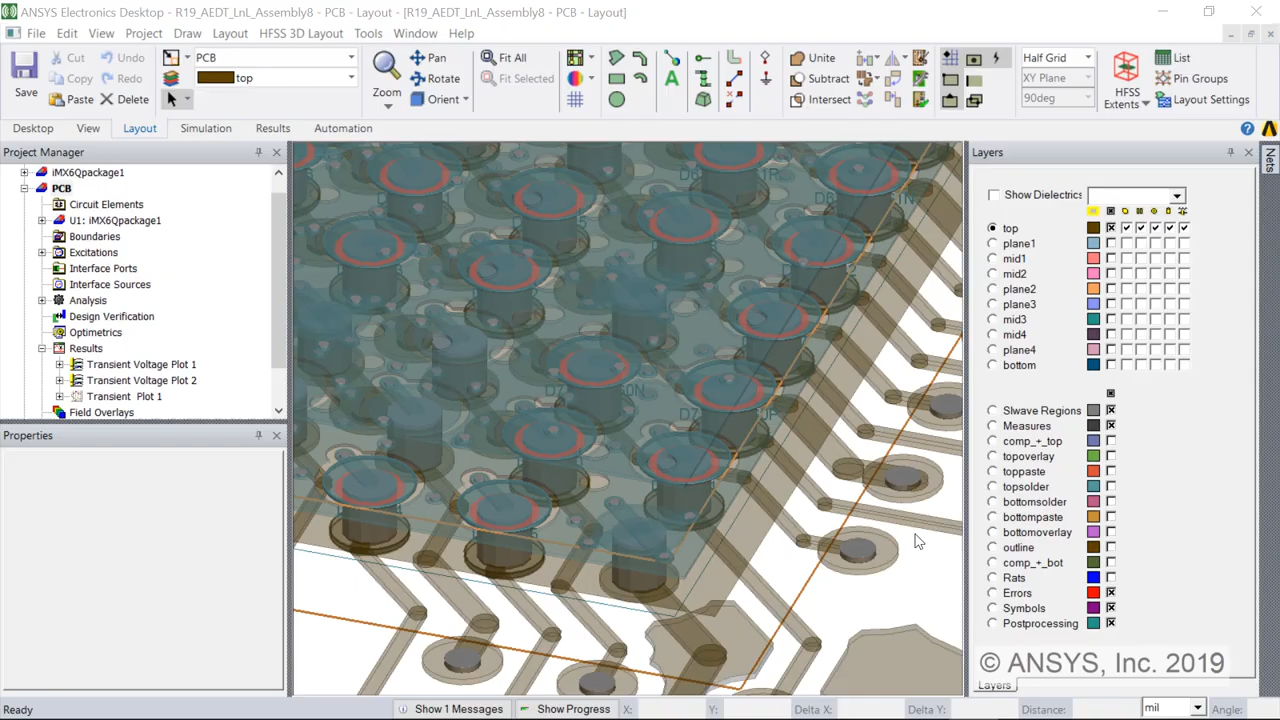 ANSYS Electronics Desktop - R19_AEDT_LnL_Assembly8 - PCB - Layout - [R19_AEDT_LnL_Assembly8 - PCB - Layout]
File Edit View Project Draw Layout HFSS 3D Layout Tools Window Help
Save
Cut
Copy
Paste
Undo
Redo
Delete
PCB
top
Zoom
Pan
Rotate
Orient
Fit All
Fit Selected
Unite
Subtract
Intersect
Half Grid
XY Plane
90deg
HFSS
Extents
List
Pin Groups
Layout Settings
Desktop View Layout Simulation Results Automation
Project Manager
iMX6Qpackage1
PCB
Circuit Elements
U1: iMX6Qpackage1
Boundaries
Excitations
Interface Ports
Interface Sources
Analysis
Design Verification
Optimetrics
Results
Transient Voltage Plot 1
Transient Voltage Plot 2
Transient Plot 1
Field Overlays
Properties
Layers
Nets
Show Dielectrics
top
plane1
mid1
mid2
plane2
plane3
mid3
mid4
plane4
bottom
SIwave Regions
Measures
comp_+_top
topoverlay
toppaste
topsolder
bottomsolder
bottompaste
bottomoverlay
outline
comp_+_bot
Rats
Errors
Symbols
Postprocessing
© ANSYS, Inc. 2019
Layers
Ready
Show 1 Messages
Show Progress
X:
Y:
Delta X:
Delta Y:
Distance:
mil
Angle: